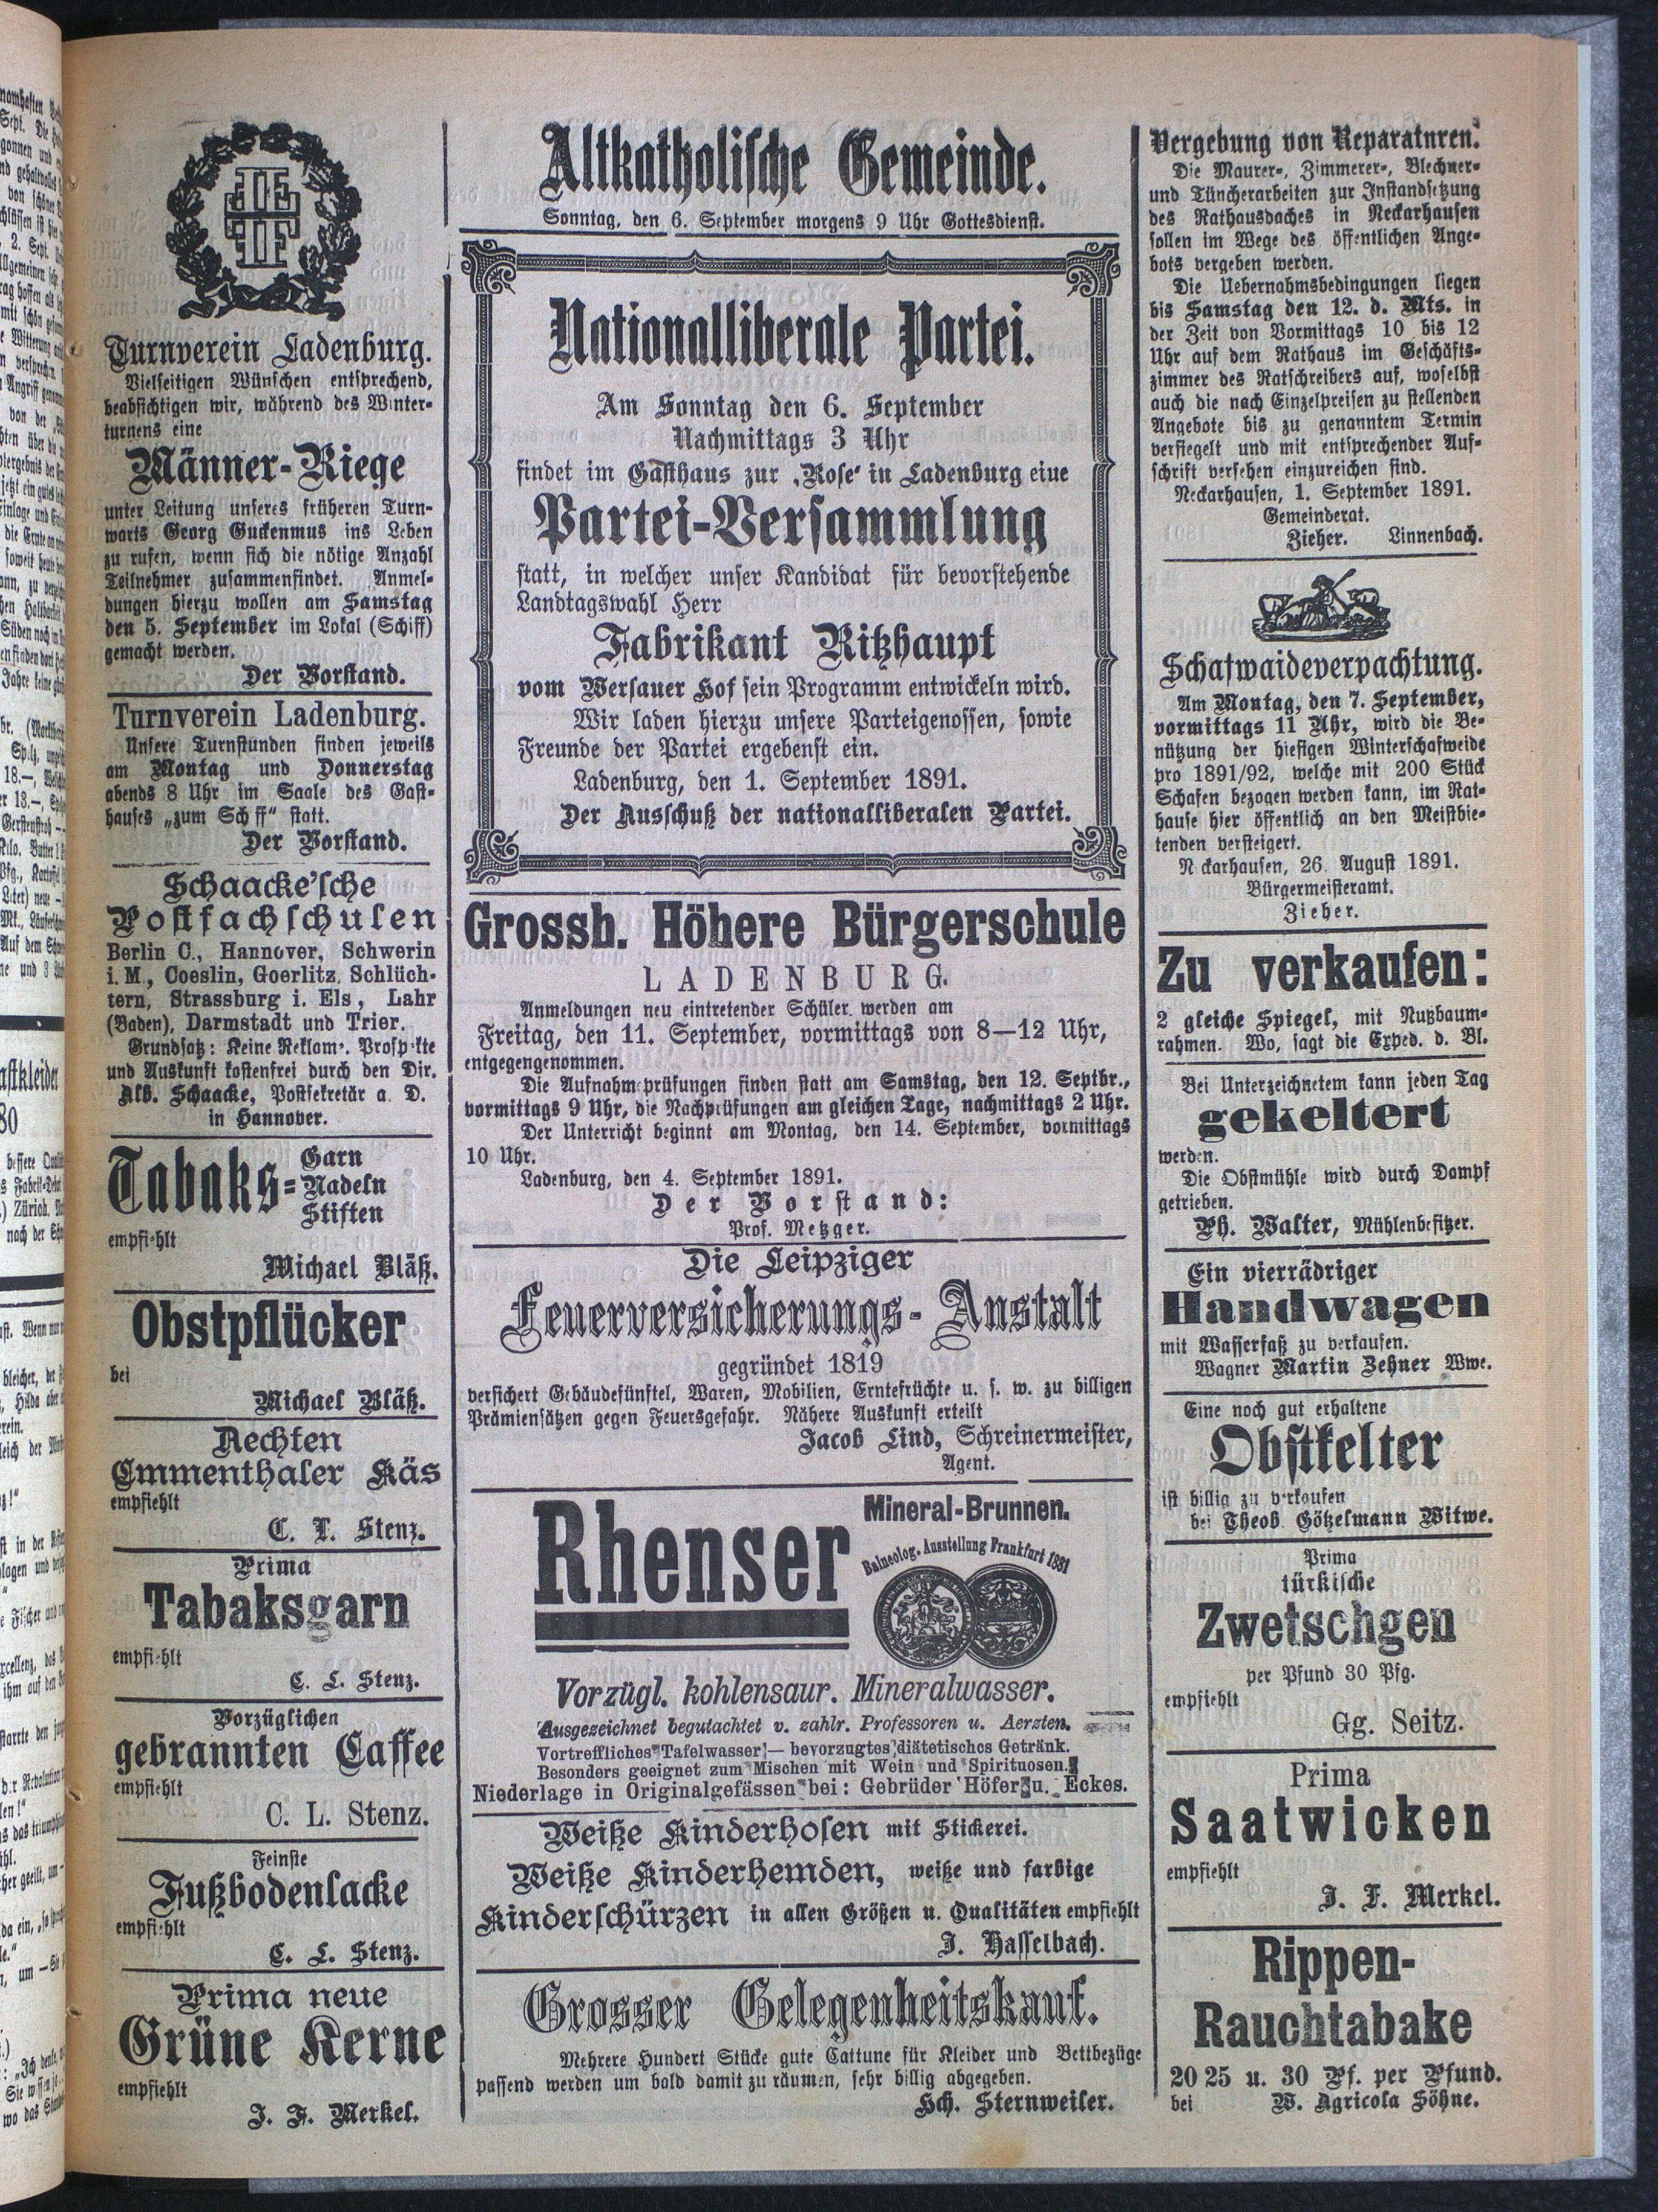 Turnverein Ladenburg.
Vielseitigen Wünschen entsprechend,
beabsichtigen wir, während des Winter-
turnens eine
Männer-Riege
unter Leitung unseres früheren Turn-
warts Georg Guckenmus ins Leben
zu rufen, wenn sich die nötige Anzahl
Teilnehmer zusammenfindet. Anmel-
dungen hierzu wollen am Samstag
den 5. September im Lokal (Schiff)
gemacht werden.
Der Vorstand.
Turnverein Ladenburg.
Unsere Turnstunden finden jeweils
am Montag und Donnerstag
abends 8 Uhr im Saale des Gast-
hauses „zum Sch ff“ statt.
Der Vorstand.
Schaacke'sche
Postfachschulen
Berlin C., Hannover, Schwerin
i. M., Coeslin, Goerlitz, Schlüch-
tern, Strassburg i. Els, Lahr
(Baden), Darmstadt und Trier.
Grundsatz: Keine Reklame. Prospekte
und Auskunft kostenfrei durch den Dir.
Alb. Schaacke, Postsekretär a. D.
in Hannover.
Tabaks=
Garn
Nadeln
Stiften
empfiehlt
Michael Bläß.
Obstpflücker
bei
Michael Bläß.
Aechten
Emmenthaler Käs
empfiehlt
C. L. Stenz.
Prima
Tabaksgarn
empfiehlt
C. L. Stenz.
Vorzüglichen
gebrannten Caffee
empfiehlt
C. L. Stenz.
Feinste
Fußbodenlacke
empfiehlt
C. L. Stenz.
Prima neue
Grüne Kerne
empfiehlt
J. F. Merkel.
Altkatholische Gemeinde.
Sonntag, den 6. September morgens 9 Uhr Gottesdienst.
Nationalliberale Partei.
Am Sonntag den 6. September
Nachmittags 3 Uhr
findet im Gasthaus zur ‚Rose‘ in Ladenburg eine
Partei-Versammlung
statt, in welcher unser Kandidat für bevorstehende
Landtagswahl Herr
Fabrikant Ritzhaupt
vom Wersauer Hof sein Programm entwickeln wird.
Wir laden hierzu unsere Parteigenossen, sowie
Freunde der Partei ergebenst ein.
Ladenburg, den 1. September 1891.
Der Ausschuß der nationalliberalen Partei.
Grossh. Höhere Bürgerschule
LADENBURG.
Anmeldungen neu eintretender Schüler werden am
Freitag, den 11. September, vormittags von 8—12 Uhr,
entgegengenommen.
Die Aufnahmeprüfungen finden statt am Samstag, den 12. Septbr.,
vormittags 9 Uhr, die Nachprüfungen am gleichen Tage, nachmittags 2 Uhr.
Der Unterricht beginnt am Montag, den 14. September, vormittags
10 Uhr.
Ladenburg, den 4. September 1891.
Der Vorstand:
Prof. Metzger.
Die Leipziger
Feuerversicherungs-Anstalt
gegründet 1819
versichert Gebäudefünftel, Waren, Mobilien, Erntefrüchte u. s. w. zu billigen
Prämiensätzen gegen Feuersgefahr. Nähere Auskunft erteilt
Jacob Lind, Schreinermeister,
Agent.
Rhenser
Mineral-Brunnen.
Balneolog. Ausstellung Frankfurt 1881
Vorzügl. kohlensaur. Mineralwasser.
Ausgezeichnet begutachtet v. zahlr. Professoren u. Aerzten.
Vortreffliches Tafelwasser — bevorzugtes diätetisches Getränk.
Besonders geeignet zum Mischen mit Wein und Spirituosen.
Niederlage in Originalgefässen bei: Gebrüder Höfer u. Eckes.
Weiße Kinderhosen mit Stickerei.
Weiße Kinderhemden, weiße und farbige
Kinderschürzen in allen Größen u. Qualitäten empfiehlt
J. Hasselbach.
Grosser Gelegenheitskauf.
Mehrere Hundert Stücke gute Cattune für Kleider und Bettbezüge
passend werden um bald damit zu räumen, sehr billig abgegeben.
Hch. Sternweiler.
Vergebung von Reparaturen.
Die Maurer-, Zimmerer-, Blechner-
und Tüncherarbeiten zur Instandsetzung
des Rathausdaches in Neckarhausen
sollen im Wege des öffentlichen Ange-
bots vergeben werden.
Die Uebernahmsbedingungen liegen
bis Samstag den 12. d. Mts. in
der Zeit von Vormittags 10 bis 12
Uhr auf dem Rathaus im Geschäfts-
zimmer des Ratschreibers auf, woselbst
auch die nach Einzelpreisen zu stellenden
Angebote bis zu genanntem Termin
versiegelt und mit entsprechender Auf-
schrift versehen einzureichen sind.
Neckarhausen, 1. September 1891.
Gemeinderat.
Zieher. Linnenbach.
Schafwaideverpachtung.
Am Montag, den 7. September,
vormittags 11 Uhr, wird die Be-
nützung der hiesigen Winterschafweide
pro 1891/92, welche mit 200 Stück
Schafen bezogen werden kann, im Rat-
hause hier öffentlich an den Meistbie-
tenden versteigert.
N ckarhausen, 26. August 1891.
Bürgermeisteramt.
Zieher.
Zu verkaufen:
2 gleiche Spiegel, mit Nußbaum-
rahmen. Wo, sagt die Exped. d. Bl.
Bei Unterzeichnetem kann jeden Tag
gekeltert
werden.
Die Obstmühle wird durch Dampf
getrieben.
Ph. Walter, Mühlenbesitzer.
Ein vierrädriger
Handwagen
mit Wasserfaß zu verkaufen.
Wagner Martin Zehner Wwe.
Eine noch gut erhaltene
Obstkelter
ist billig zu verkaufen
bei Theob. Götzelmann Witwe.
Prima
türkische
Zwetschgen
per Pfund 30 Pfg.
empfiehlt
Gg. Seitz.
Prima
Saatwicken
empfiehlt
J. F. Merkel.
Rippen-
Rauchtabake
20 25 u. 30 Pf. per Pfund.
bei W. Agricola Söhne.